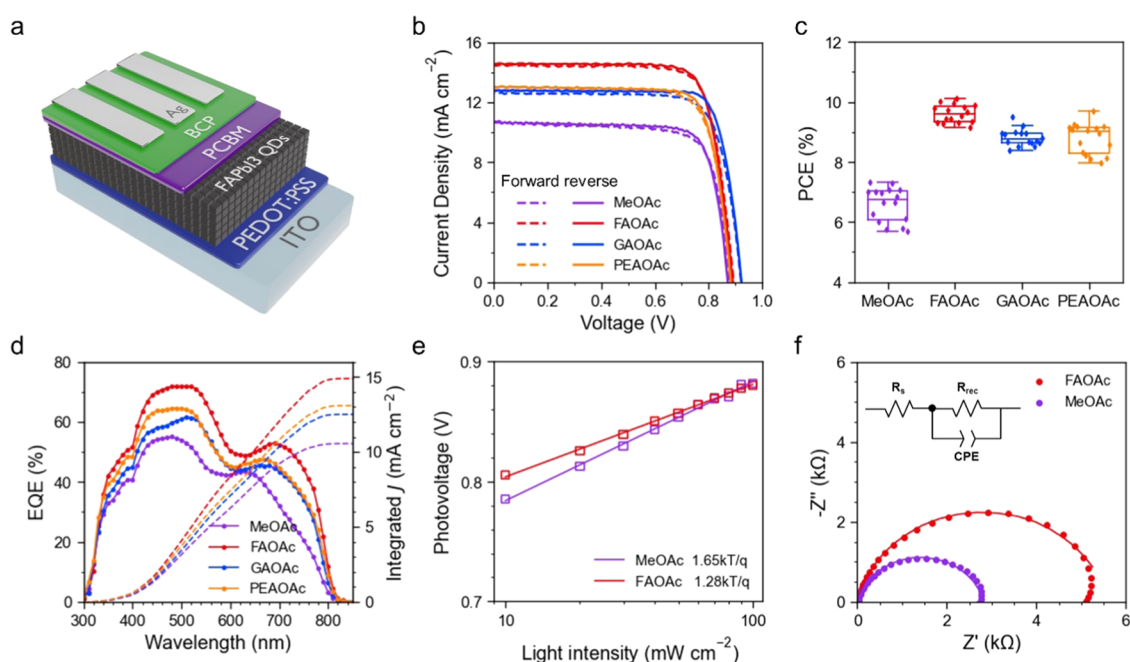 a
Ag
BCP
PCBM
FAPbI3 QDs
PEDOT:PSS
ITO
b
Current Density (mA cm⁻²)
16
12
8
4
0
Forward reverse
MeOAc
FAOAc
GAOAc
PEAOAc
0.0 0.2 0.4 0.6 0.8 1.0
Voltage (V)
c
PCE (%)
12
10
8
6
4
MeOAc FAOAc GAOAc PEAOAc
d
EQE (%)
80
60
40
20
0
MeOAc
FAOAc
GAOAc
PEAOAc
300 400 500 600 700 800
Wavelength (nm)
15
10
5
0
Integrated J (mA cm⁻²)
e
Photovoltage (V)
0.9
0.8
0.7
MeOAc 1.65kT/q
FAOAc 1.28kT/q
10 100
Light intensity (mW cm⁻²)
f
-Z'' (kΩ)
6
4
2
0
Rs
Rrec
CPE
FAOAc
MeOAc
0 2 4 6
Z' (kΩ)